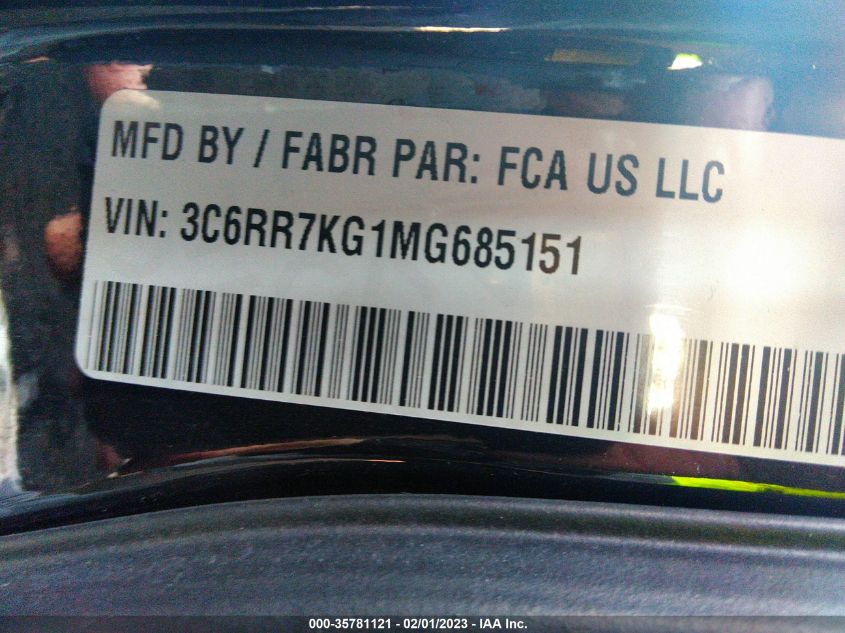 MFD BY / FABR PAR: FCA US LLC
VIN: 3C6RR7KG1MG685151
000-35781121 - 02/01/2023 - IAA Inc.